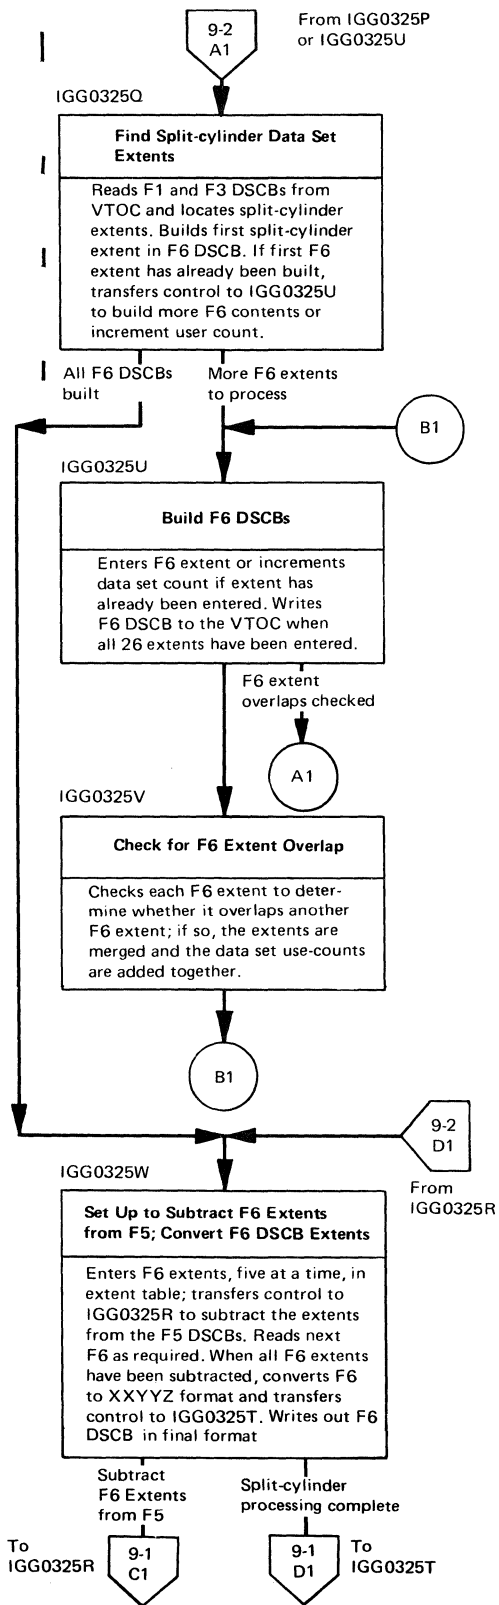 9-2
A1
From IGG0325P
or IGG0325U
IGG0325Q
Find Split-cylinder Data Set
Extents
Reads F1 and F3 DSCBs from
VTOC and locates split-cylinder
extents. Builds first split-cylinder
extent in F6 DSCB. If first F6
extent has already been built,
transfers control to IGG0325U
to build more F6 contents or
increment user count.
All F6 DSCBs
built
More F6 extents
to process
B1
IGG0325U
Build F6 DSCBs
Enters F6 extent or increments
data set count if extent has
already been entered. Writes
F6 DSCB to the VTOC when
all 26 extents have been entered.
F6 extent
overlaps checked
A1
IGG0325V
Check for F6 Extent Overlap
Checks each F6 extent to deter-
mine whether it overlaps another
F6 extent; if so, the extents are
merged and the data set use-counts
are added together.
B1
9-2
D1
From
IGG0325R
IGG0325W
Set Up to Subtract F6 Extents
from F5; Convert F6 DSCB Extents
Enters F6 extents, five at a time, in
extent table; transfers control to
IGG0325R to subtract the extents
from the F5 DSCBs. Reads next
F6 as required. When all F6 extents
have been subtracted, converts F6
to XXYYZ format and transfers
control to IGG0325T. Writes out F6
DSCB in final format
Subtract
F6 Extents
from F5
Split-cylinder
processing complete
To
IGG0325R
9-1
C1
9-1
D1
To
IGG0325T